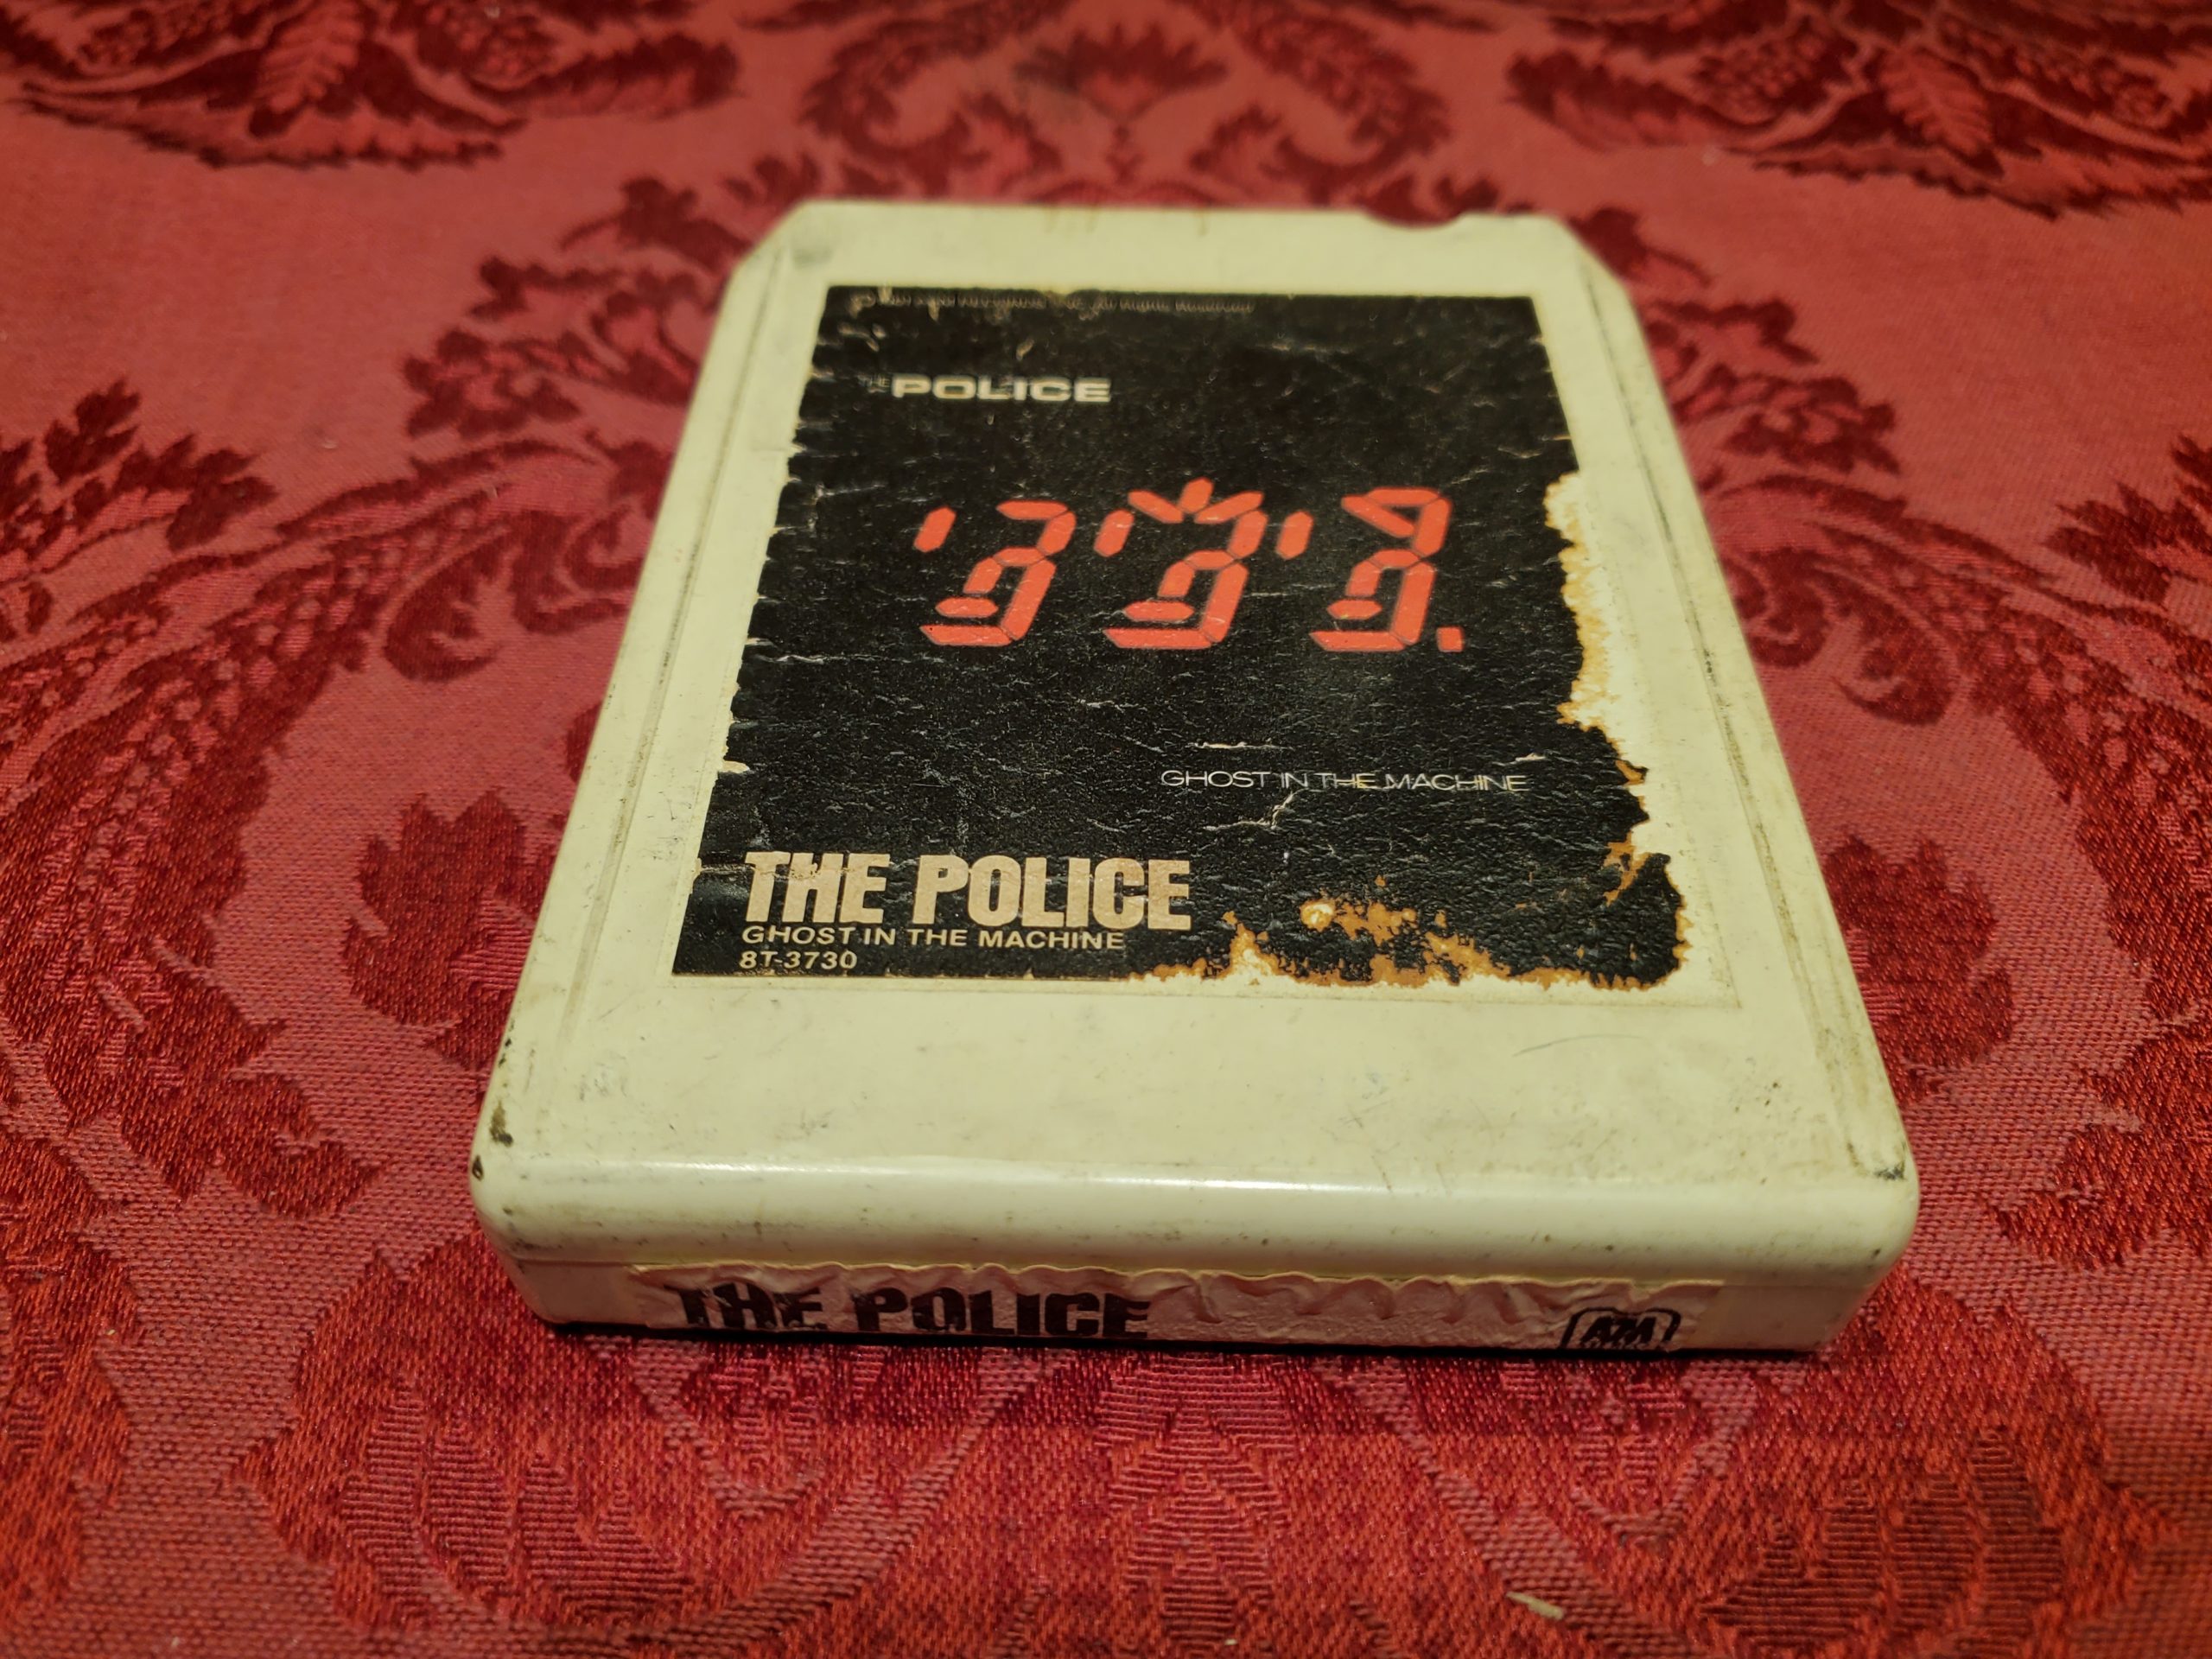 THE POLICE
GHOST IN THE MACHINE
THE POLICE
GHOST IN THE MACHINE
8T-3730
THE POLICE
A&M